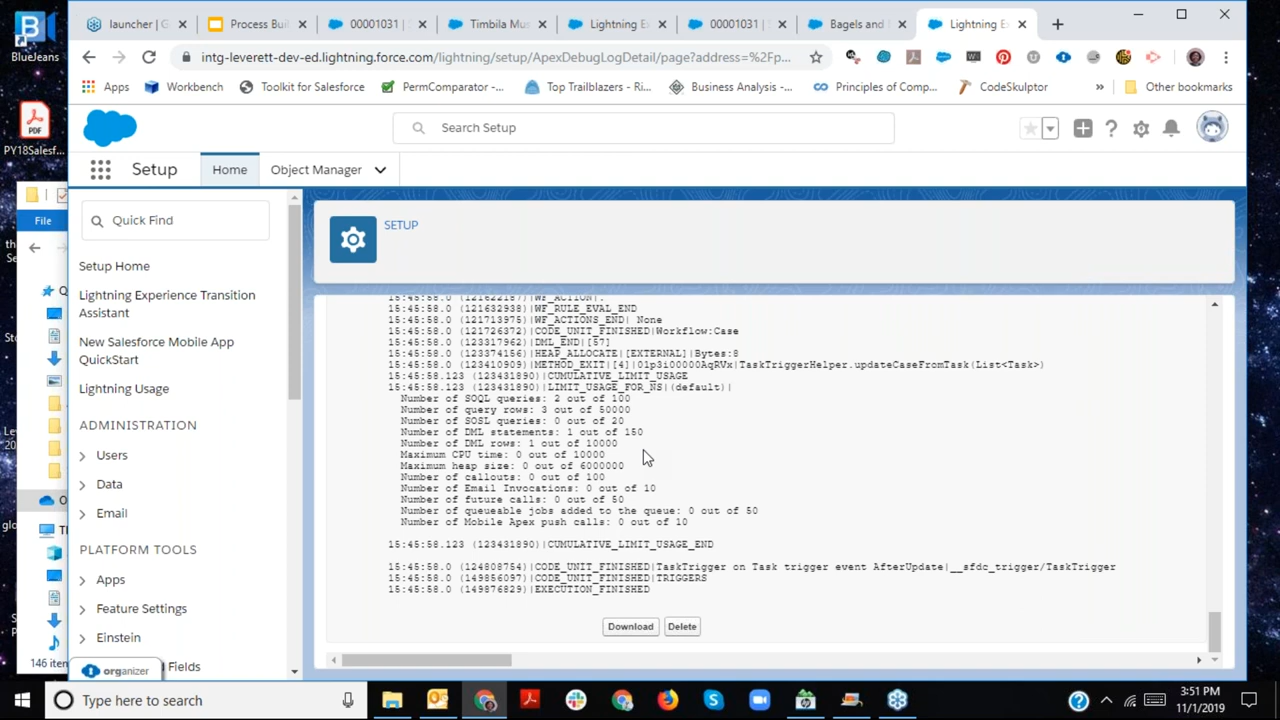 BlueJeans
PDF
PY18Salesf...
File
146 iten
launcher | G
Process Buil
00001031 |
Timbila Mus
Lightning Ex
00001031 |
Bagels and
Lightning Ex
intg-leverett-dev-ed.lightning.force.com/lightning/setup/ApexDebugLogDetail/page?address=%2Fp...
Apps
Workbench
Toolkit for Salesforce
PermComparator -...
Top Trailblazers - Ri...
Business Analysis -...
Principles of Comp...
CodeSkulptor
»
Other bookmarks
Search Setup
Setup
Home
Object Manager
Quick Find
Setup Home
Lightning Experience Transition
Assistant
New Salesforce Mobile App
QuickStart
Lightning Usage
ADMINISTRATION
Users
Data
Email
PLATFORM TOOLS
Apps
Feature Settings
Einstein
d Fields
organizer
SETUP
15:45:58.0 (121622187)|WF_ACTION|.
15:45:58.0 (121632938)|WF_RULE_EVAL_END
15:45:58.0 (121713975)|WF_ACTIONS_END| None
15:45:58.0 (121726372)|CODE_UNIT_FINISHED|Workflow:Case
15:45:58.0 (123317962)|DML_END|[57]
15:45:58.0 (123374156)|HEAP_ALLOCATE|[EXTERNAL]|Bytes:8
15:45:58.0 (123410909)|METHOD_EXIT|[4]|01p3i00000AqRVx|TaskTriggerHelper.updateCaseFromTask(List<Task>)
15:45:58.123 (123431890)|CUMULATIVE_LIMIT_USAGE
15:45:58.123 (123431890)|LIMIT_USAGE_FOR_NS|(default)|
Number of SOQL queries: 2 out of 100
Number of query rows: 3 out of 50000
Number of SOSL queries: 0 out of 20
Number of DML statements: 1 out of 150
Number of DML rows: 1 out of 10000
Maximum CPU time: 0 out of 10000
Maximum heap size: 0 out of 6000000
Number of callouts: 0 out of 100
Number of Email Invocations: 0 out of 10
Number of future calls: 0 out of 50
Number of queueable jobs added to the queue: 0 out of 50
Number of Mobile Apex push calls: 0 out of 10
15:45:58.123 (123431890)|CUMULATIVE_LIMIT_USAGE_END
15:45:58.0 (124808754)|CODE_UNIT_FINISHED|TaskTrigger on Task trigger event AfterUpdate|__sfdc_trigger/TaskTrigger
15:45:58.0 (149856097)|CODE_UNIT_FINISHED|TRIGGERS
15:45:58.0 (149876829)|EXECUTION_FINISHED
Download
Delete
Type here to search
3:51 PM
11/1/2019